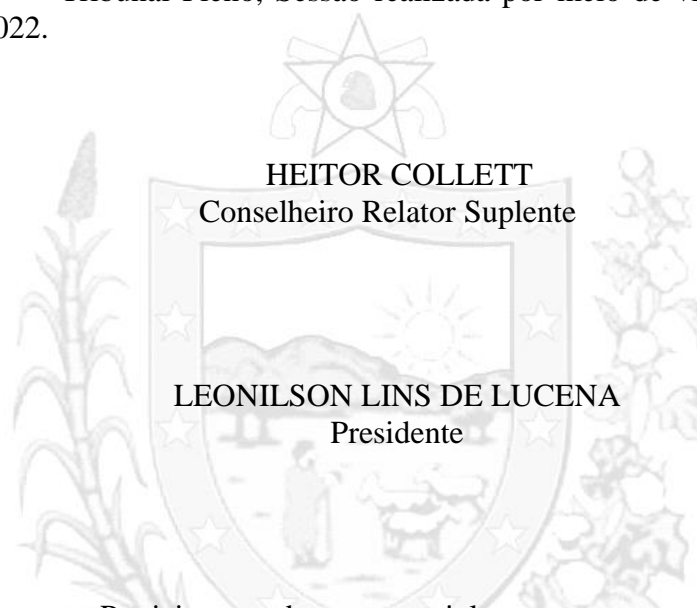 Tribunal Pleno, Sessão realizada por meio de
022.
HEITOR COLLETT
Conselheiro Relator Suplente
LEONILSON LINS DE LUCENA
Presidente